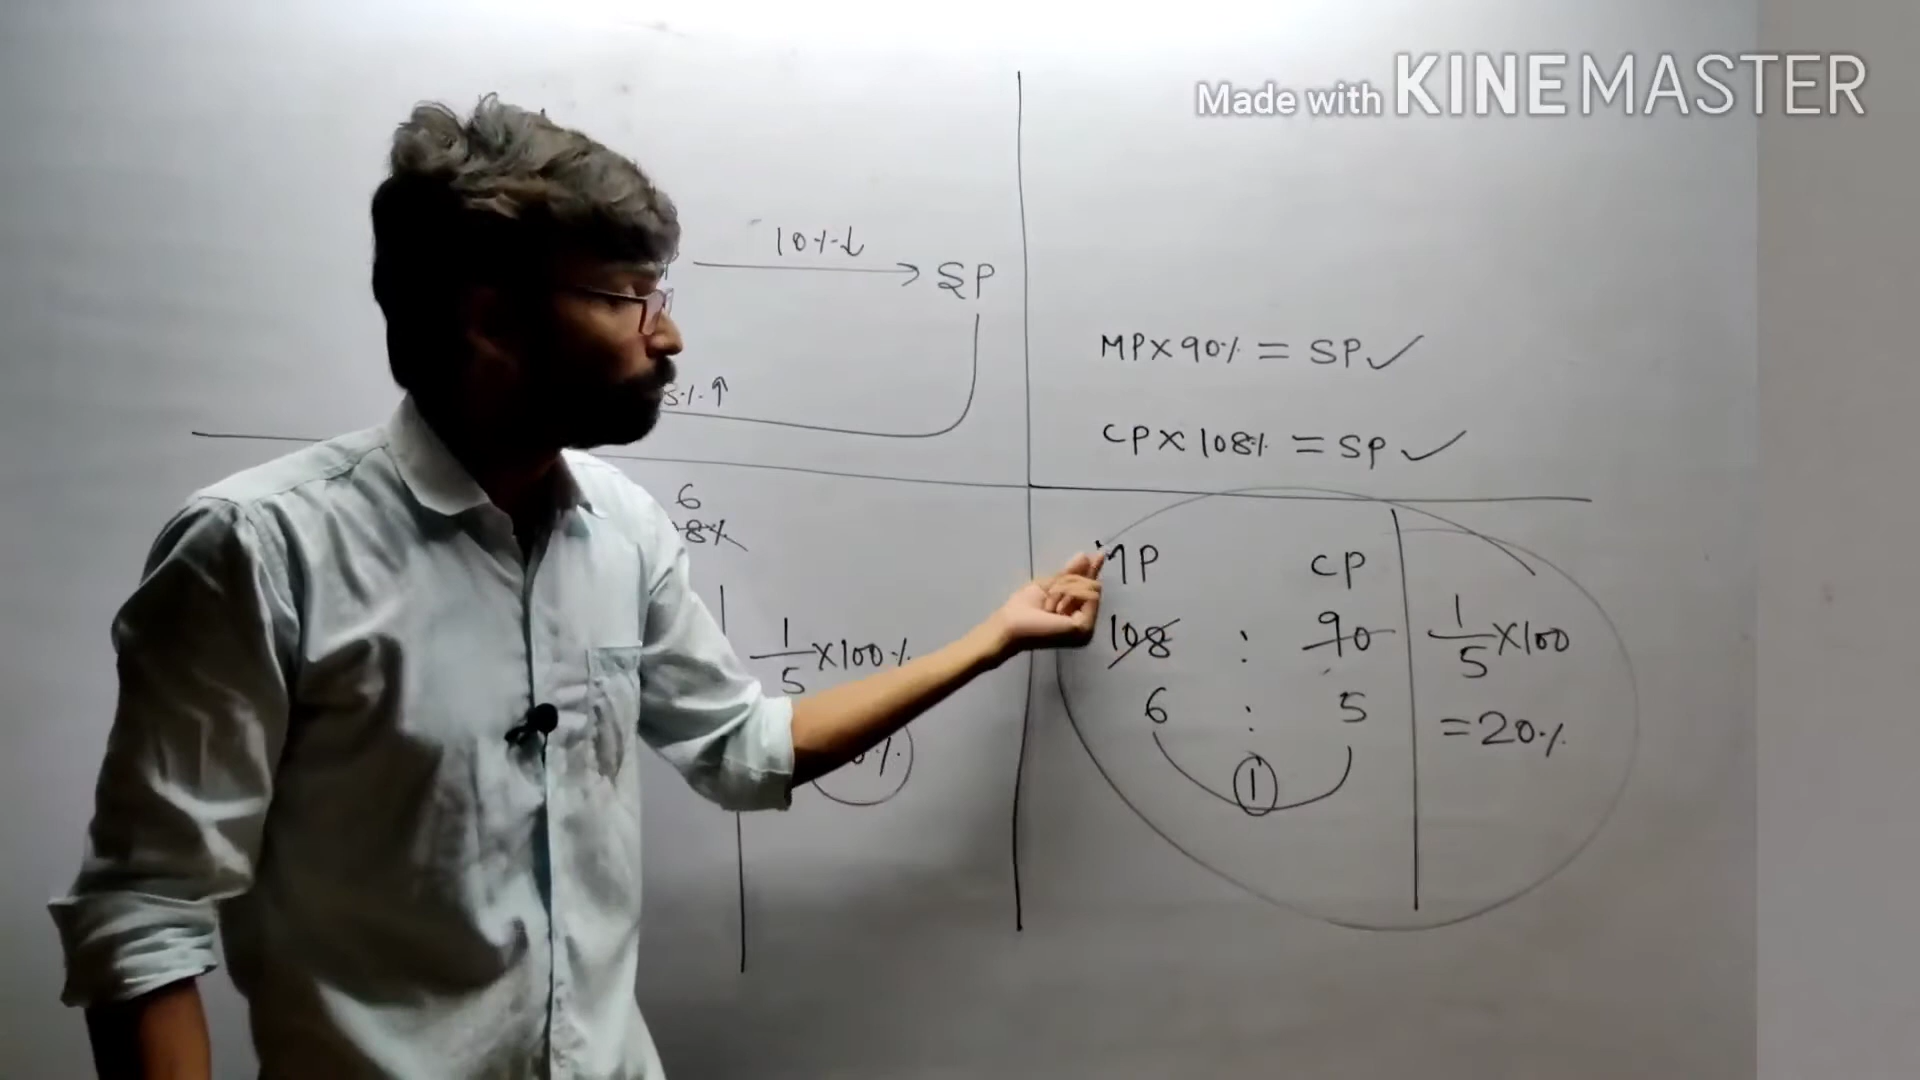 Made with KINEMASTER
10%↓
SP
%↑
MP×90% = SP✓
CP×108% = SP✓
6
8%
1/5 ×100%
%
MP CP
108 : 90
6 : 5
1
1/5 ×100
=20%